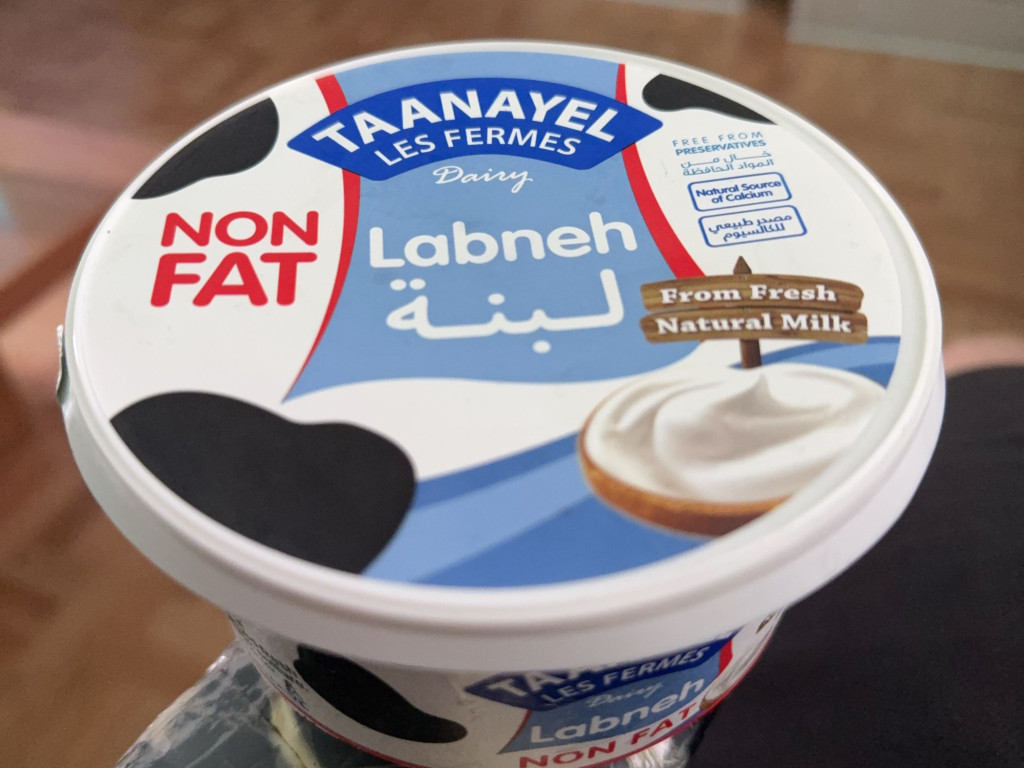 TAANAYEL
LES FERMES
Dairy
NON
FAT
Labneh
لبنة
FREE FROM
PRESERVATIVES
خال من
المواد الحافظة
Natural Source
of Calcium
مصدر طبيعي
للكالسيوم
From Fresh
Natural Milk
LES FERMES
Dairy
Labneh
NON FAT